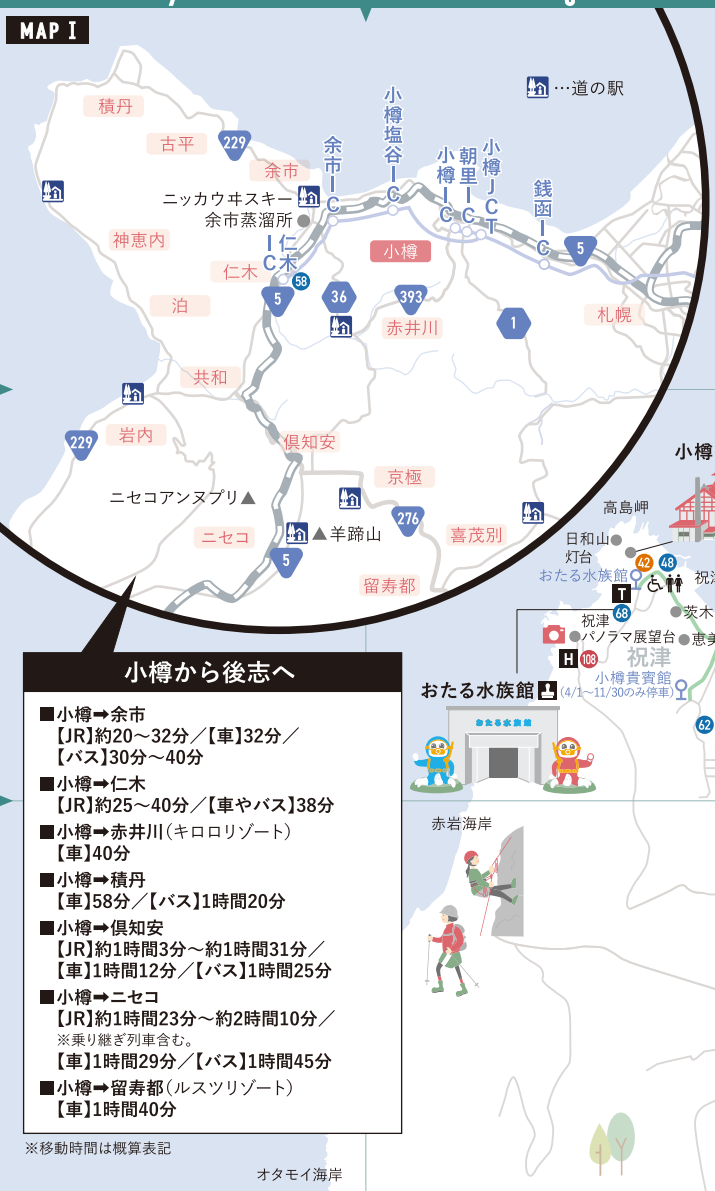 MAP I
…道の駅
積丹
古平
229
余市
余市IC
小樽塩谷IC
小樽IC
朝里IC
小樽JCT
銭函IC
5
ニッカウヰスキー
余市蒸溜所
神恵内
仁木IC
仁木
58
小樽
泊
5
36
393
赤井川
1
札幌
共和
229
岩内
倶知安
京極
ニセコアンヌプリ▲
276
ニセコ
▲羊蹄山
喜茂別
5
留寿都
小樽
高島岬
日和山
灯台
42
48
おたる水族館
祝津
T
68
茨木
祝津
パノラマ展望台
恵美
祝津
H
108
小樽貴賓館
(4/1〜11/30のみ停車)
おたる水族館
おたる水族館
62
赤岩海岸
小樽から後志へ
■小樽➡余市
【JR】約20〜32分／【車】32分／
【バス】30分〜40分
■小樽➡仁木
【JR】約25〜40分／【車やバス】38分
■小樽➡赤井川(キロロリゾート)
【車】40分
■小樽➡積丹
【車】58分／【バス】1時間20分
■小樽➡倶知安
【JR】約1時間3分〜約1時間31分／
【車】1時間12分／【バス】1時間25分
■小樽➡ニセコ
【JR】約1時間23分〜約2時間10分／
※乗り継ぎ列車含む。
【車】1時間29分／【バス】1時間45分
■小樽➡留寿都(ルスツリゾート)
【車】1時間40分
※移動時間は概算表記
オタモイ海岸